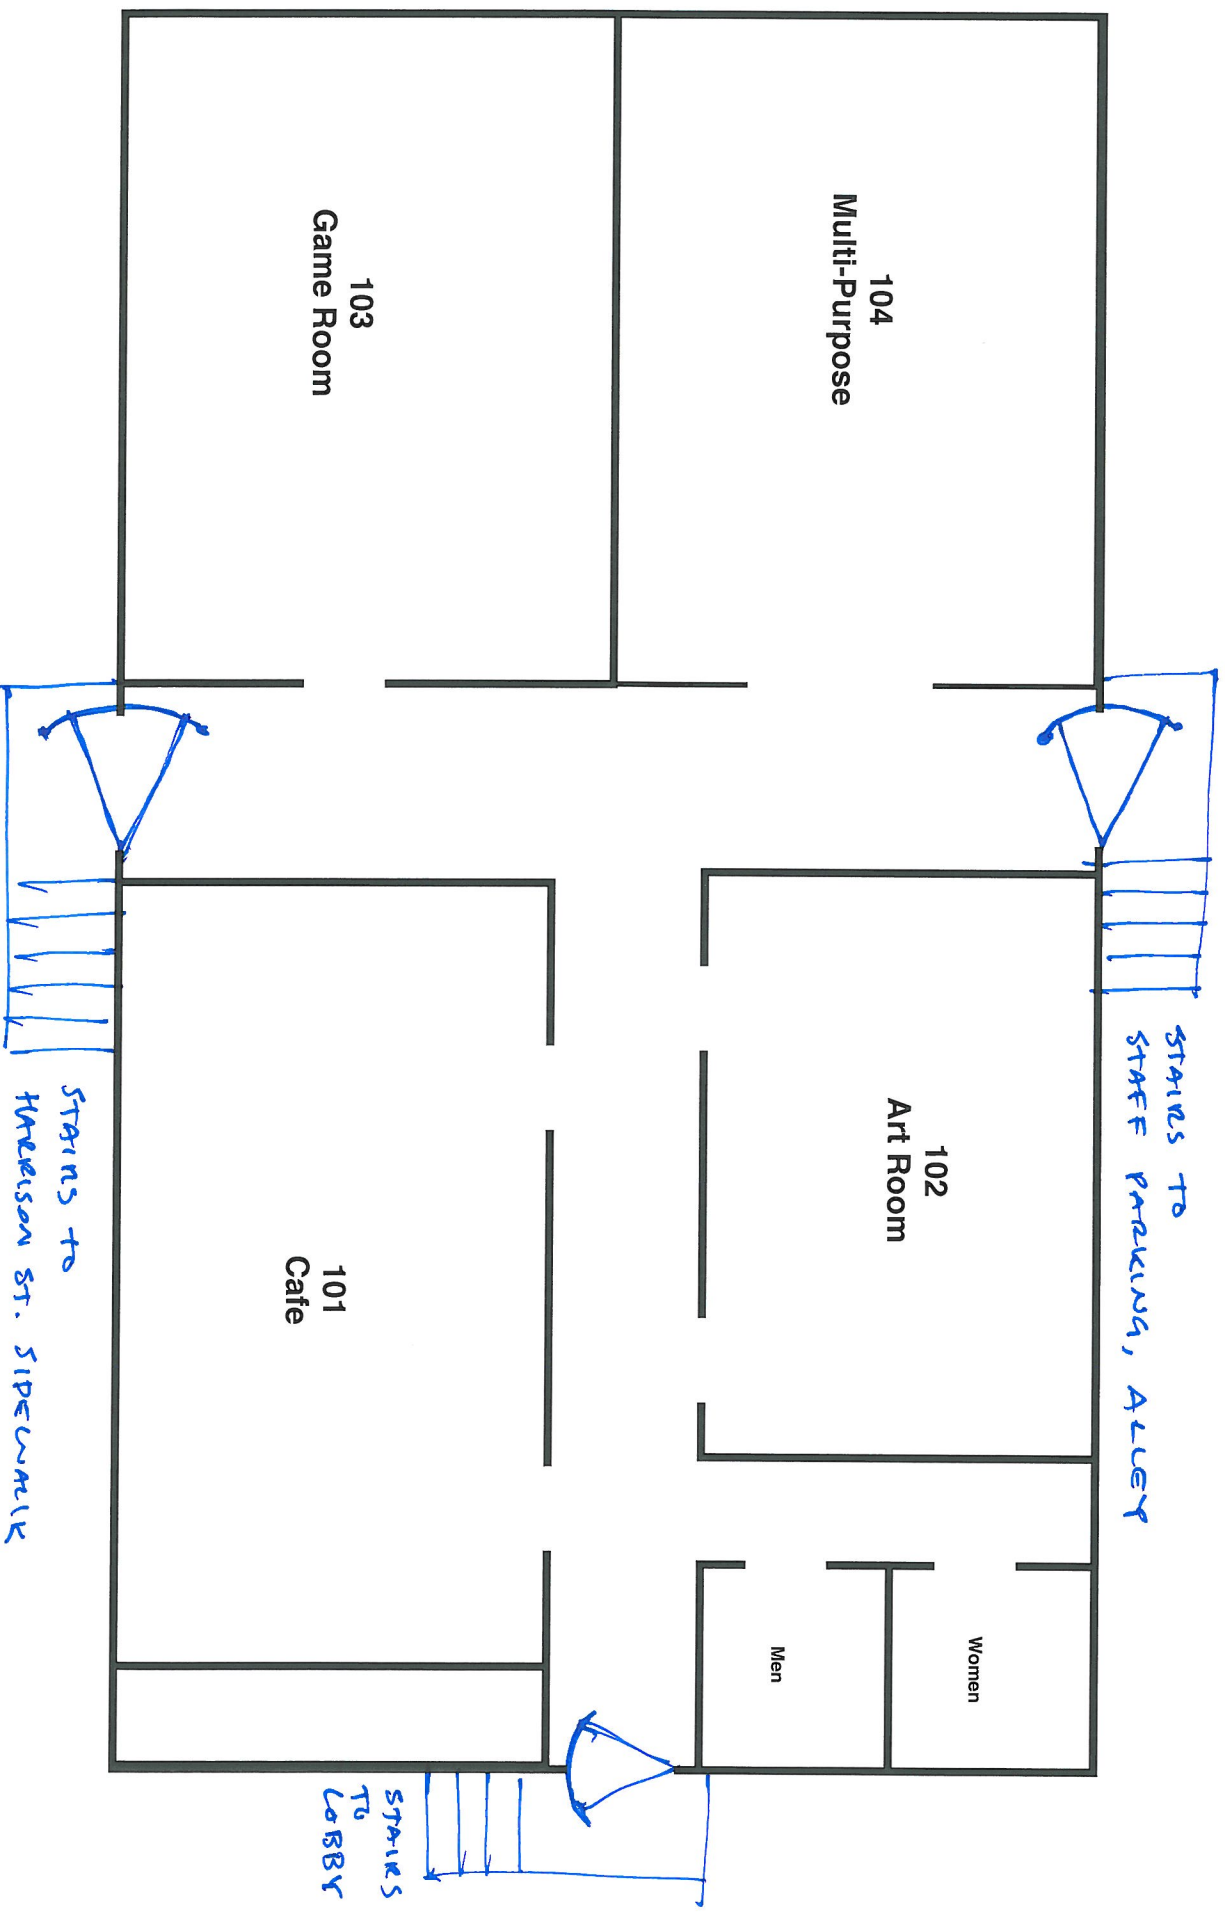 STAIRS TO
STAFF PARKING, ALLEY
104
Multi-Purpose
102
Art Room
Women
Men
103
Game Room
101
Cafe
STAIRS
TO
LOBBY
STAIRS TO
HARRISON ST. SIDEWALK